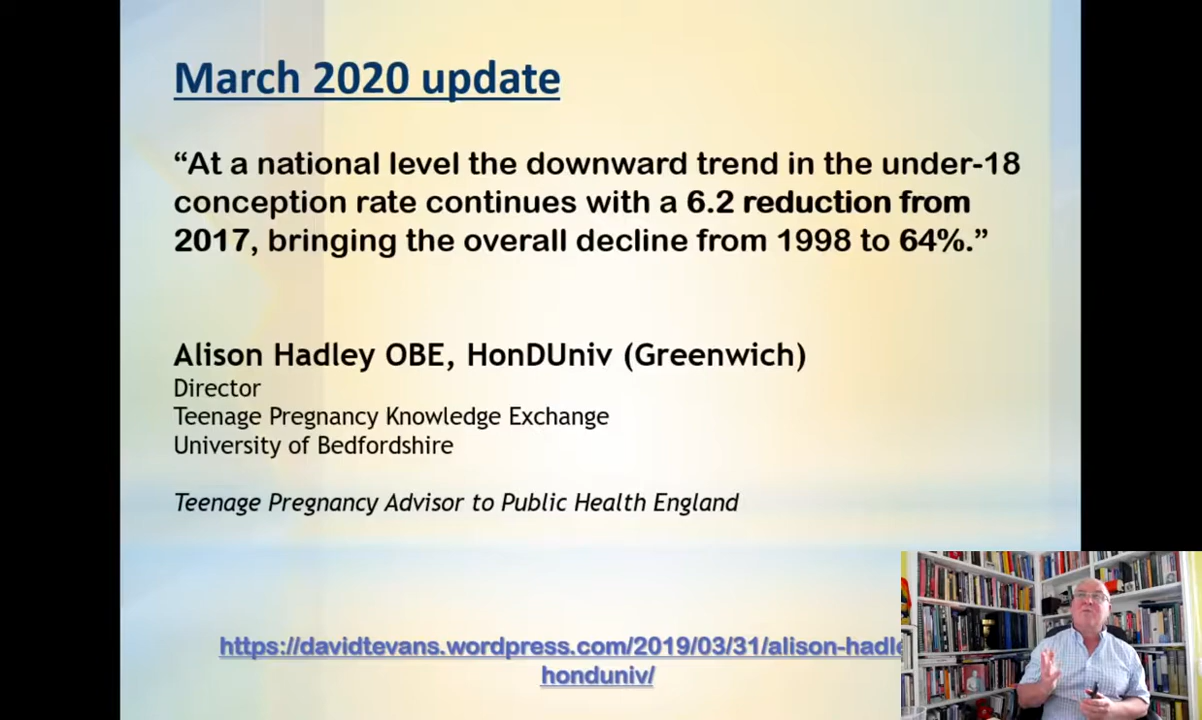 March 2020 update
“At a national level the downward trend in the under-18
conception rate continues with a 6.2 reduction from
2017, bringing the overall decline from 1998 to 64%.”
Alison Hadley OBE, HonDUniv (Greenwich)
Director
Teenage Pregnancy Knowledge Exchange
University of Bedfordshire
Teenage Pregnancy Advisor to Public Health England
https://davidtevans.wordpress.com/2019/03/31/alison-hadle
honduniv/